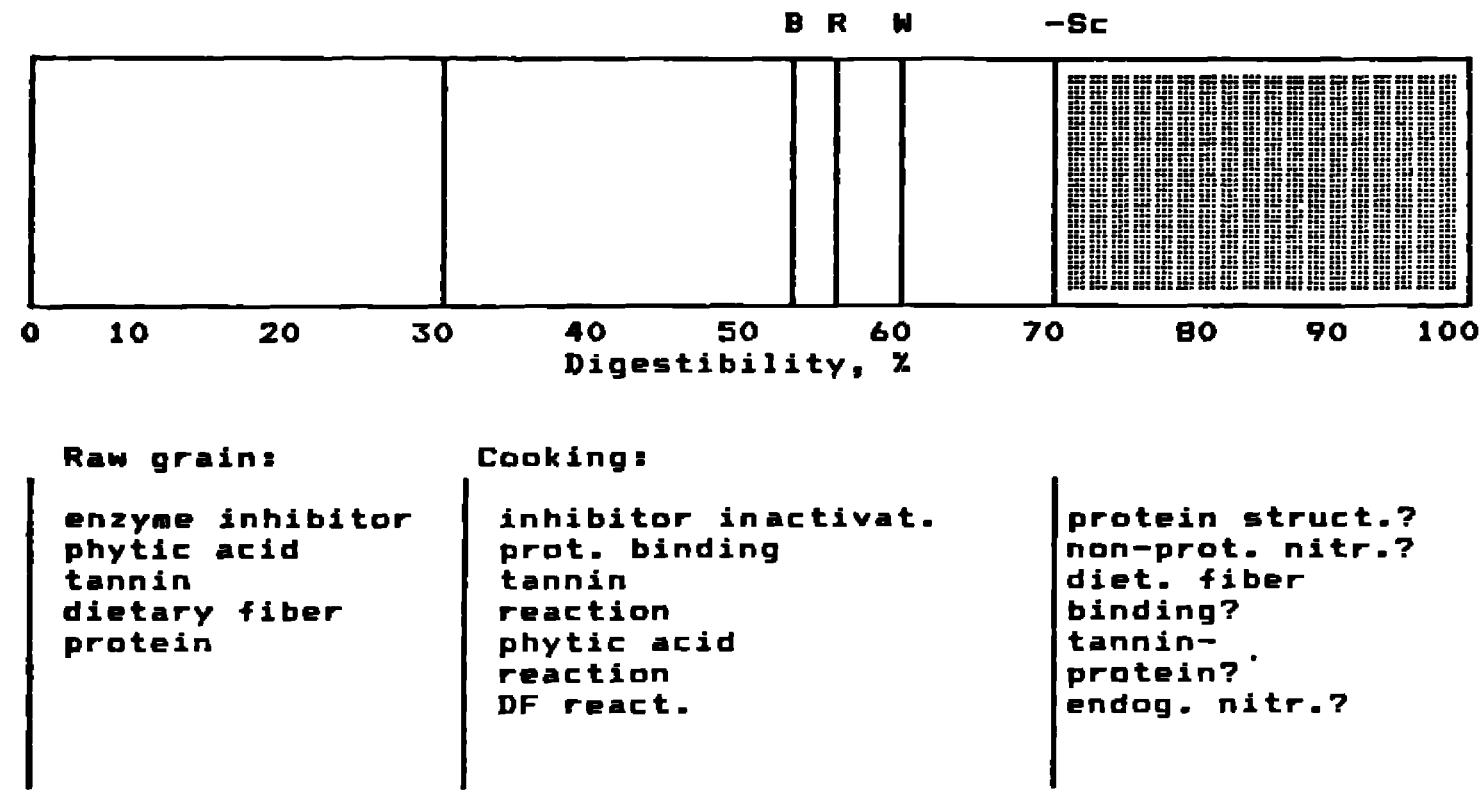 B R W -Sc
0 10 20 30 40 50 60 70 80 90 100
Digestibility, %
Raw grain:
enzyme inhibitor
phytic acid
tannin
dietary fiber
protein
Cooking:
inhibitor inactivat.
prot. binding
tannin
reaction
phytic acid
reaction
DF react.
protein struct.?
non-prot. nitr.?
diet. fiber
binding?
tannin-
protein?
endog. nitr.?